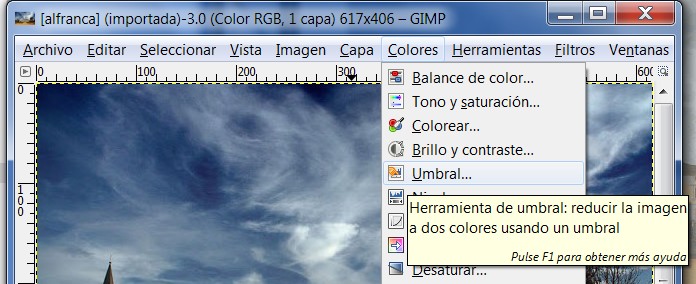 [alfranca] (importada)-3.0 (Color RGB, 1 capa) 617x406 – GIMP
Archivo Editar Seleccionar Vista Imagen Capa Colores Herramientas Filtros Ventanas
0 100 200 300 600
0
100
Balance de color...
Tono y saturación...
Colorear...
Brillo y contraste...
Umbral...
Herramienta de umbral: reducir la imagen
a dos colores usando un umbral
Pulse F1 para obtener más ayuda
Desaturar...